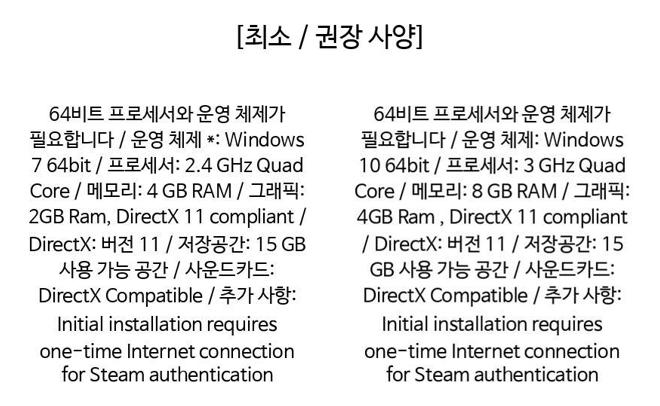 [최소 / 권장 사양]
64비트 프로세서와 운영 체제가
필요합니다 / 운영 체제 *: Windows
7 64bit / 프로세서: 2.4 GHz Quad
Core / 메모리: 4 GB RAM / 그래픽:
2GB Ram, DirectX 11 compliant /
DirectX: 버전 11 / 저장공간: 15 GB
사용 가능 공간 / 사운드카드:
DirectX Compatible / 추가 사항:
Initial installation requires
one-time Internet connection
for Steam authentication
64비트 프로세서와 운영 체제가
필요합니다 / 운영 체제: Windows
10 64bit / 프로세서: 3 GHz Quad
Core / 메모리: 8 GB RAM / 그래픽:
4GB Ram , DirectX 11 compliant
/ DirectX: 버전 11 / 저장공간: 15
GB 사용 가능 공간 / 사운드카드:
DirectX Compatible / 추가 사항:
Initial installation requires
one-time Internet connection
for Steam authentication